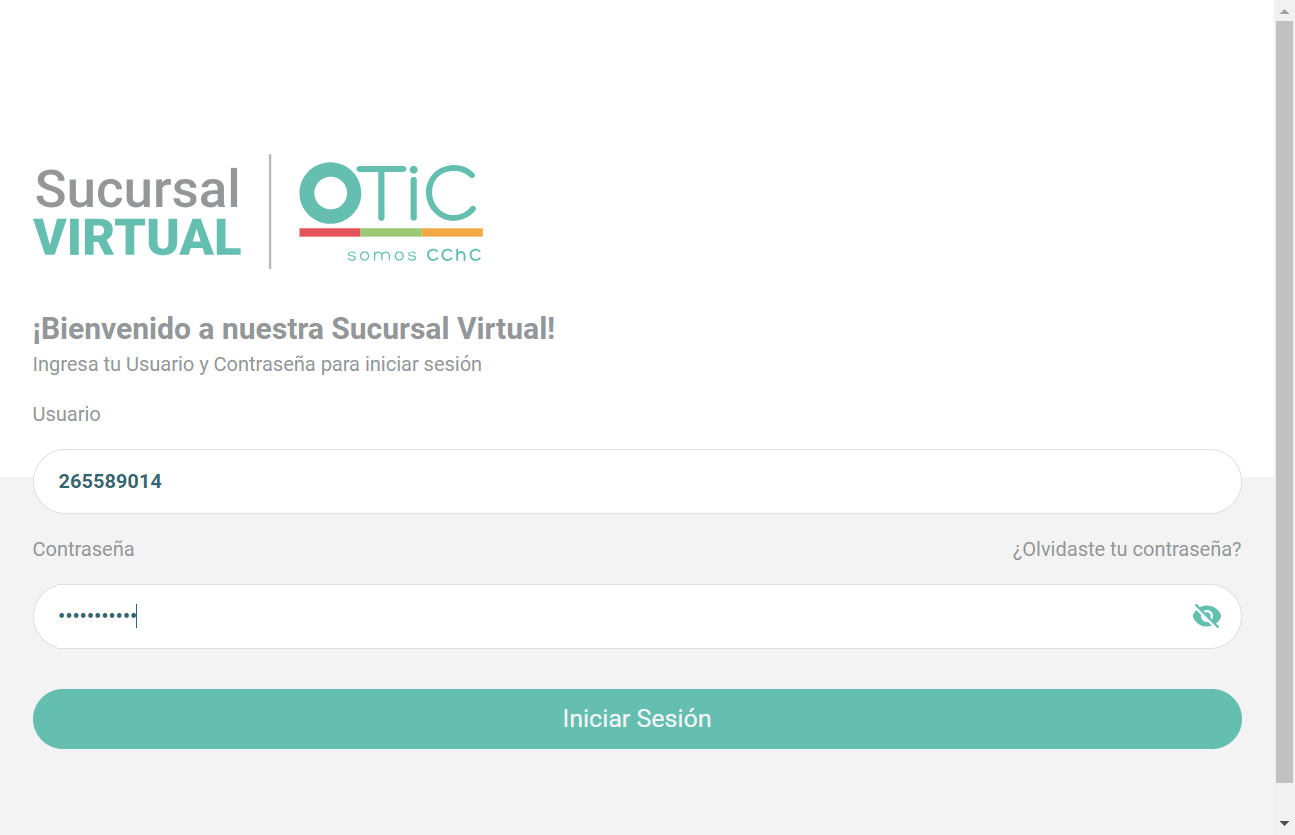 Sucursal
VIRTUAL
OTiC
somos CChC
¡Bienvenido a nuestra Sucursal Virtual!
Ingresa tu Usuario y Contraseña para iniciar sesión
Usuario
265589014
Contraseña
¿Olvidaste tu contraseña?
•••••••••••
Iniciar Sesión